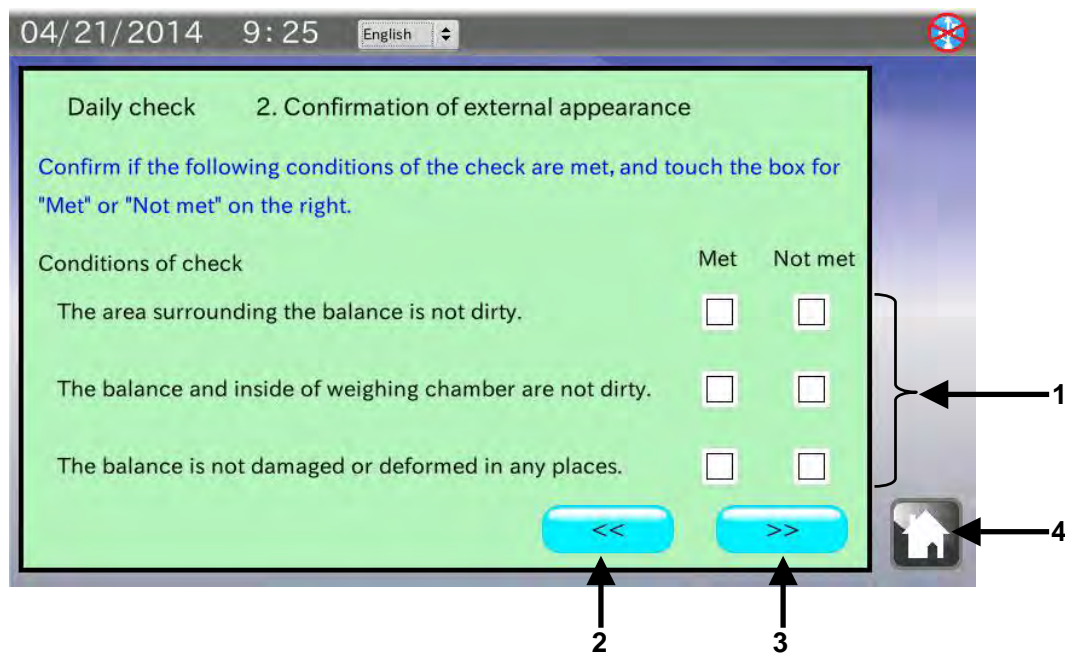 04/21/2014 9:25 English
Daily check 2. Confirmation of external appearance
Confirm if the following conditions of the check are met, and touch the box for
"Met" or "Not met" on the right.
Conditions of check Met Not met
The area surrounding the balance is not dirty.
The balance and inside of weighing chamber are not dirty.
1
The balance is not damaged or deformed in any places.
<< >>
4
2 3